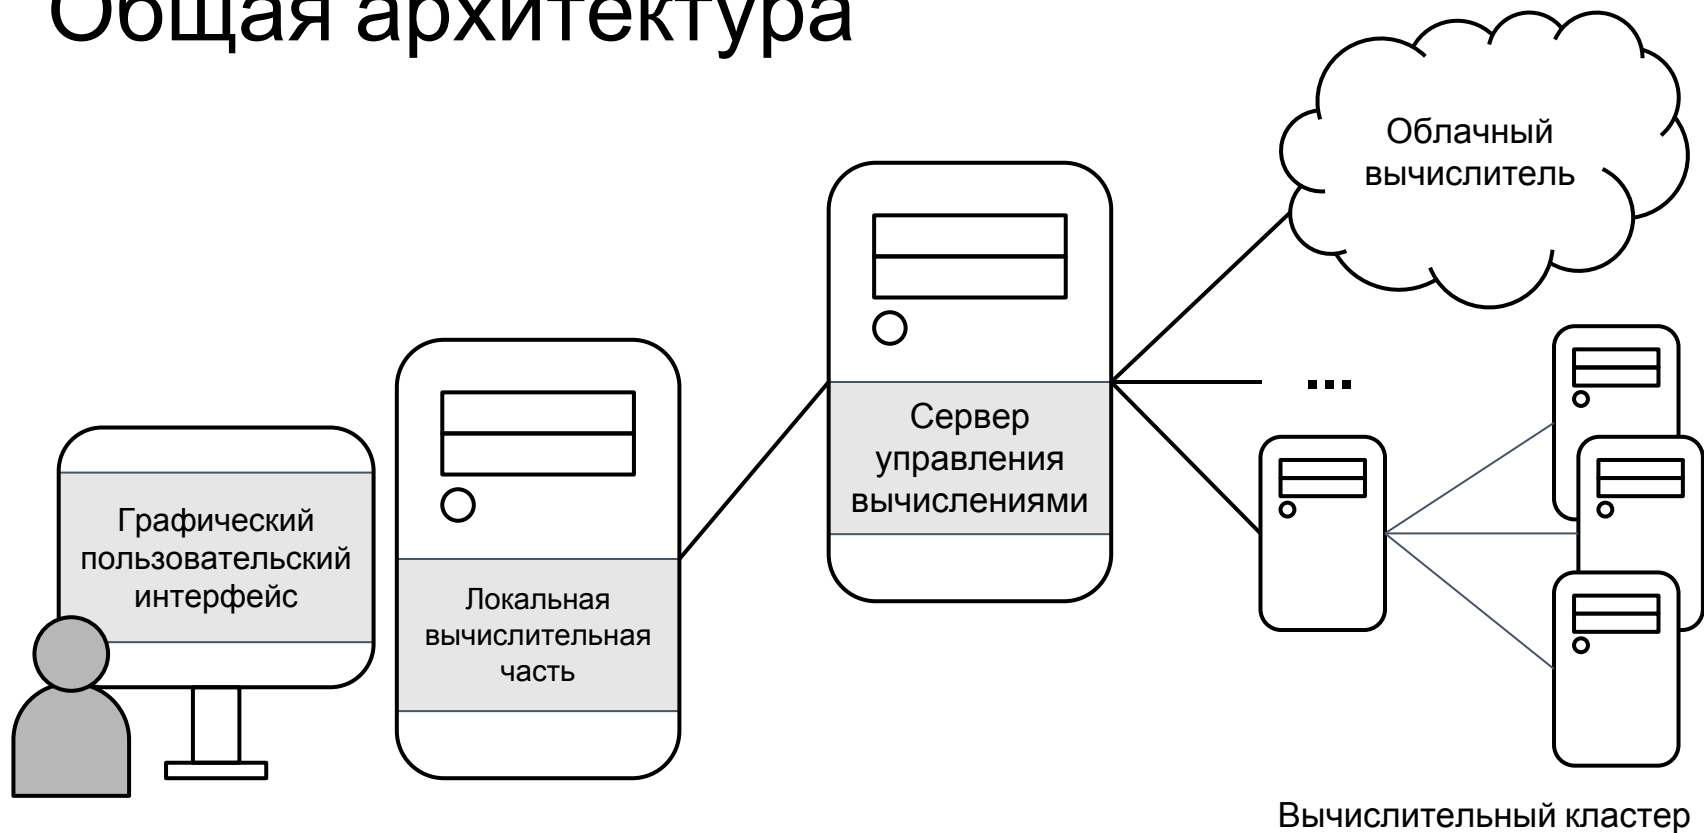 Общая архитектура
Облачный
вычислитель
...
Сервер
управления
вычислениями
Графический
пользовательский
интерфейс
Локальная
вычислительная
часть
Вычислительный кластер